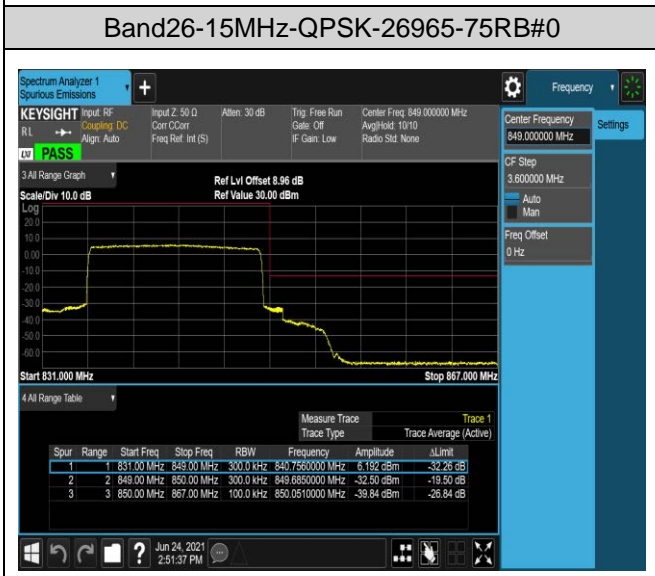 Band26-15MHz-QPSK-26965-75RB#0
Spectrum Analyzer 1
Spurious Emissions
+
Frequency
KEYSIGHT
RL
Input: RF
Coupling: DC
Align: Auto
Input Z: 50 Ω
Corr CCorr
Freq Ref: Int (S)
Atten: 30 dB
Trig: Free Run
Gate: Off
IF Gain: Low
Center Freq: 849.000000 MHz
Avg|Hold: 10/10
Radio Std: None
PASS
Center Frequency
849.000000 MHz
Settings
CF Step
3.600000 MHz
Auto
Man
Freq Offset
0 Hz
3 All Range Graph
Scale/Div 10.0 dB
Ref Lvl Offset 8.96 dB
Ref Value 30.00 dBm
Log
20.0
10.0
0.00
-10.0
-20.0
-30.0
-40.0
-50.0
-60.0
Start 831.000 MHz
Stop 867.000 MHz
4 All Range Table
Measure Trace Trace 1
Trace Type Trace Average (Active)
Spur Range Start Freq Stop Freq RBW Frequency Amplitude ΔLimit
1 1 831.00 MHz 849.00 MHz 300.0 kHz 840.7560000 MHz 6.192 dBm -32.26 dB
2 2 849.00 MHz 850.00 MHz 300.0 kHz 849.6850000 MHz -32.50 dBm -19.50 dB
3 3 850.00 MHz 867.00 MHz 100.0 kHz 850.0510000 MHz -39.84 dBm -26.84 dB
?
Jun 24, 2021
2:51:37 PM